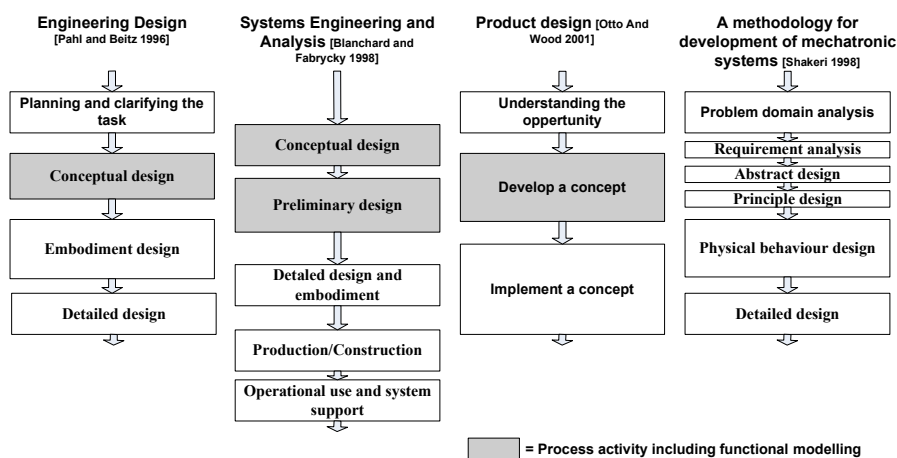 Engineering Design
[Pahl and Beitz 1996]
Planning and clarifying the
task
Conceptual design
Embodiment design
Detailed design
Systems Engineering and
Analysis [Blanchard and
Fabrycky 1998]
Conceptual design
Preliminary design
Detaled design and
embodiment
Production/Construction
Operational use and system
support
Product design [Otto And
Wood 2001]
Understanding the
oppertunity
Develop a concept
Implement a concept
A methodology for
development of mechatronic
systems [Shakeri 1998]
Problem domain analysis
Requirement analysis
Abstract design
Principle design
Physical behaviour design
Detailed design
= Process activity including functional modelling